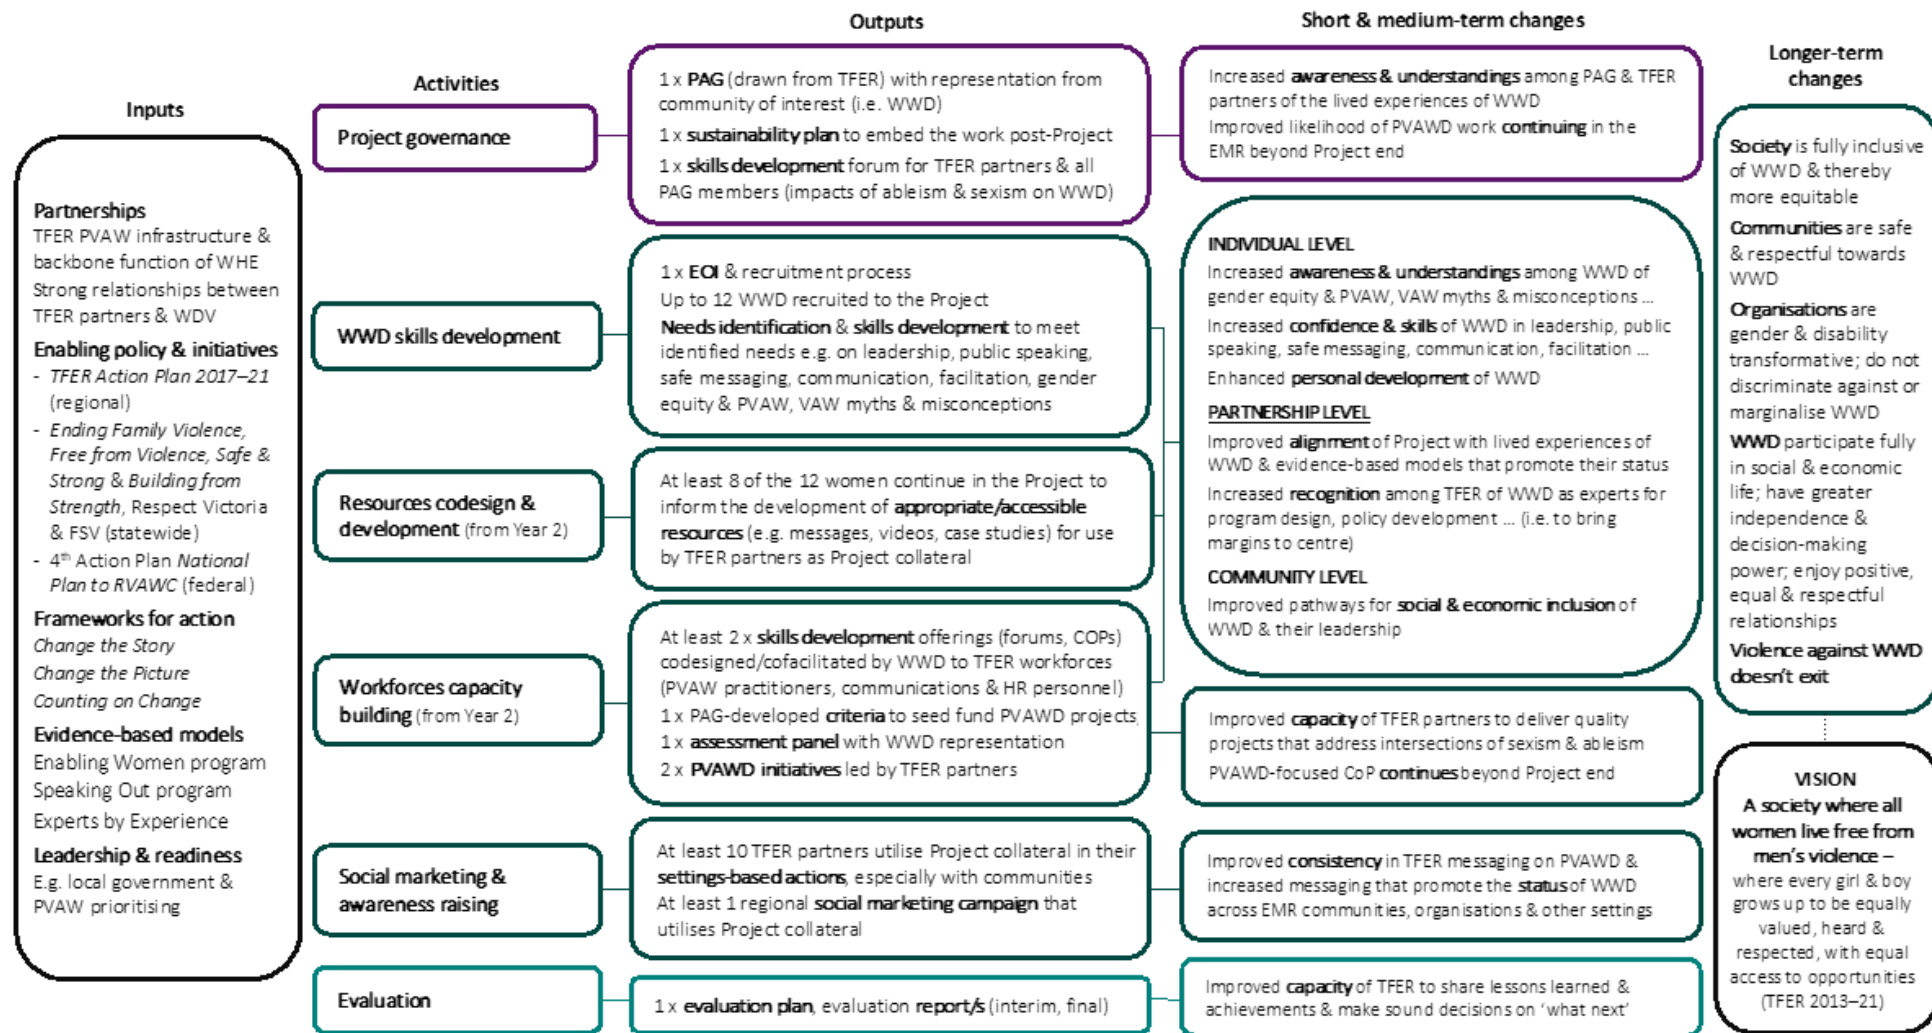 Inputs
Partnerships
TFER PVAW infrastructure &
backbone function of WHE
Strong relationships between
TFER partners & WDV
Enabling policy & initiatives
- TFER Action Plan 2017–21
(regional)
- Ending Family Violence,
Free from Violence, Safe &
Strong & Building from
Strength, Respect Victoria
& FSV (statewide)
- 4th Action Plan National
Plan to RVAWC (federal)
Frameworks for action
Change the Story
Change the Picture
Counting on Change
Evidence-based models
Enabling Women program
Speaking Out program
Experts by Experience
Leadership & readiness
E.g. local government &
PVAW prioritising
Activities
Project governance
WWD skills development
Resources codesign &
development (from Year 2)
Workforces capacity
building (from Year 2)
Social marketing &
awareness raising
Evaluation
Outputs
1 x PAG (drawn from TFER) with representation from
community of interest (i.e. WWD)
1 x sustainability plan to embed the work post-Project
1 x skills development forum for TFER partners & all
PAG members (impacts of ableism & sexism on WWD)
1 x EOI & recruitment process
Up to 12 WWD recruited to the Project
Needs identification & skills development to meet
identified needs e.g. on leadership, public speaking,
safe messaging, communication, facilitation, gender
equity & PVAW, VAW myths & misconceptions
At least 8 of the 12 women continue in the Project to
inform the development of appropriate/accessible
resources (e.g. messages, videos, case studies) for use
by TFER partners as Project collateral
At least 2 x skills development offerings (forums, COPs)
codesigned/cofacilitated by WWD to TFER workforces
(PVAW practitioners, communications & HR personnel)
1 x PAG-developed criteria to seed fund PVAWD projects,
1 x assessment panel with WWD representation
2 x PVAWD initiatives led by TFER partners
At least 10 TFER partners utilise Project collateral in their
settings-based actions, especially with communities
At least 1 regional social marketing campaign that
utilises Project collateral
1 x evaluation plan, evaluation report/s (interim, final)
Short & medium-term changes
Increased awareness & understandings among PAG & TFER
partners of the lived experiences of WWD
Improved likelihood of PVAWD work continuing in the
EMR beyond Project end
INDIVIDUAL LEVEL
Increased awareness & understandings among WWD of
gender equity & PVAW, VAW myths & misconceptions ...
Increased confidence & skills of WWD in leadership, public
speaking, safe messaging, communication, facilitation ...
Enhanced personal development of WWD
PARTNERSHIP LEVEL
Improved alignment of Project with lived experiences of
WWD & evidence-based models that promote their status
Increased recognition among TFER of WWD as experts for
program design, policy development ... (i.e. to bring
margins to centre)
COMMUNITY LEVEL
Improved pathways for social & economic inclusion of
WWD & their leadership
Improved capacity of TFER partners to deliver quality
projects that address intersections of sexism & ableism
PVAWD-focused CoP continues beyond Project end
Improved consistency in TFER messaging on PVAWD &
increased messaging that promote the status of WWD
across EMR communities, organisations & other settings
Improved capacity of TFER to share lessons learned &
achievements & make sound decisions on 'what next'
Longer-term
changes
Society is fully inclusive
of WWD & thereby
more equitable
Communities are safe
& respectful towards
WWD
Organisations are
gender & disability
transformative; do not
discriminate against or
marginalise WWD
WWD participate fully
in social & economic
life; have greater
independence &
decision-making
power; enjoy positive,
equal & respectful
relationships
Violence against WWD
doesn't exit
VISION
A society where all
women live free from
men's violence –
where every girl & boy
grows up to be equally
valued, heard &
respected, with equal
access to opportunities
(TFER 2013–21)